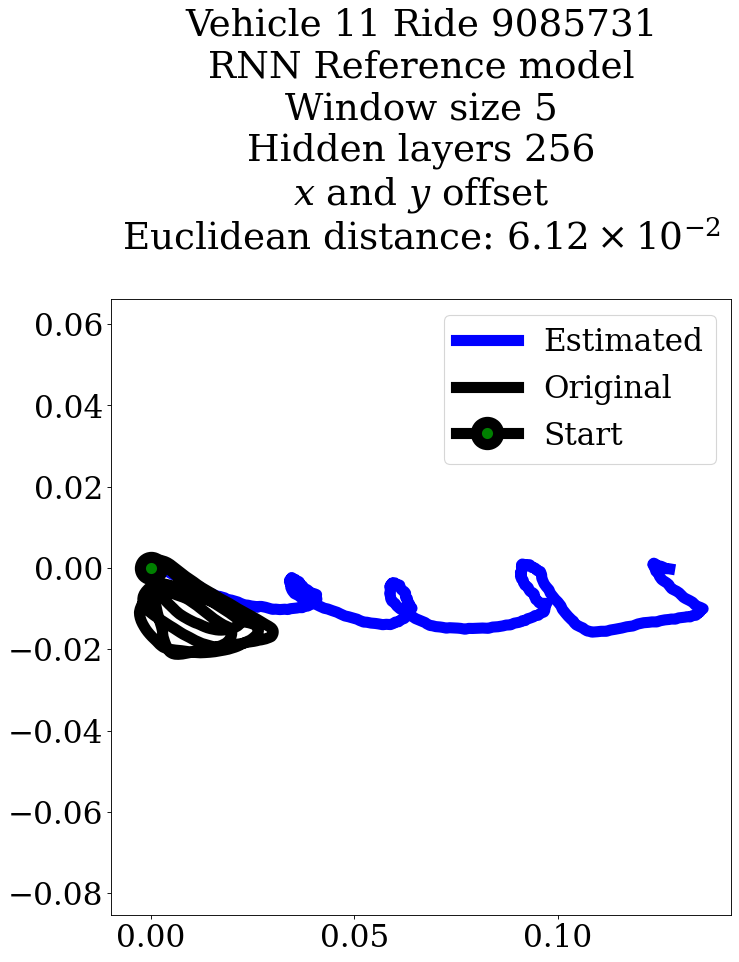 Vehicle 11 Ride 9085731
RNN Reference model
Window size 5
Hidden layers 256
x and y offset
Euclidean distance: 6.12 × 10⁻²
Estimated
Original
Start
0.06
0.04
0.02
0.00
−0.02
−0.04
−0.06
−0.08
0.00 0.05 0.10